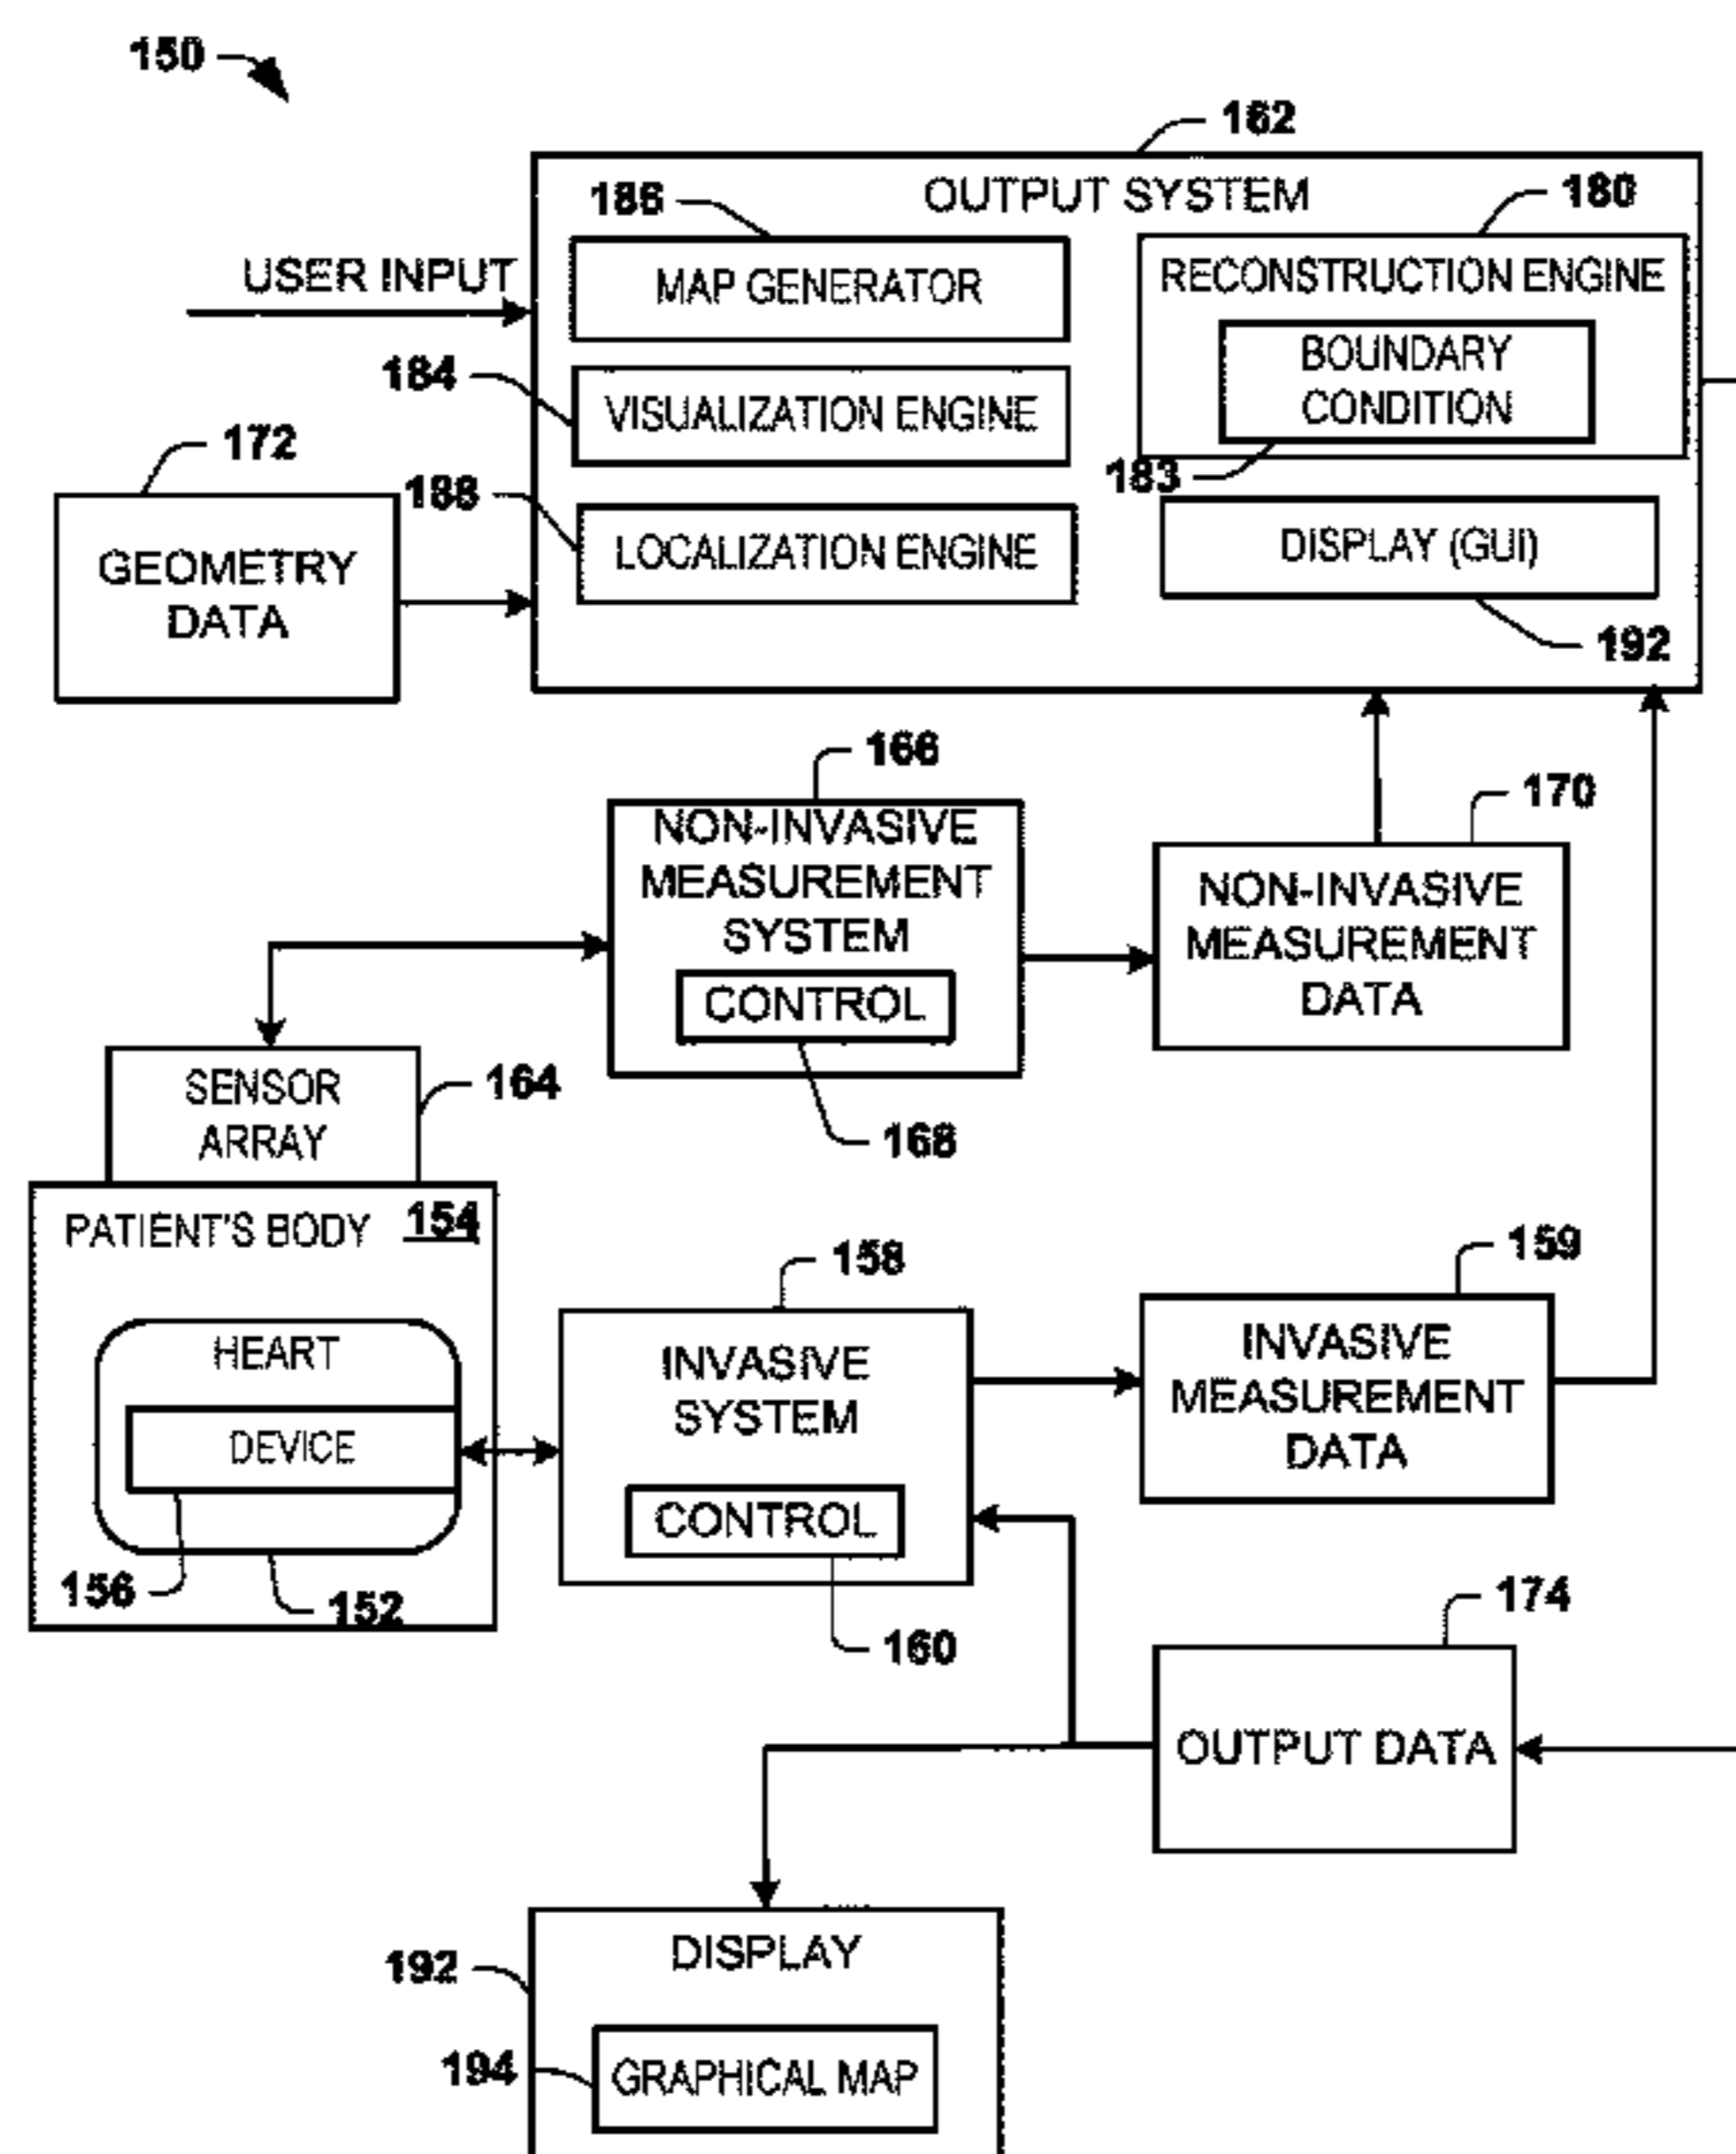 150
162
OUTPUT SYSTEM
186
180
USER INPUT
MAP GENERATOR
RECONSTRUCTION ENGINE
BOUNDARY
CONDITION
184
VISUALIZATION ENGINE
172
183
188
GEOMETRY
DATA
LOCALIZATION ENGINE
DISPLAY (GUI)
192
166
NON-INVASIVE
MEASUREMENT
SYSTEM
CONTROL
168
170
NON-INVASIVE
MEASUREMENT
DATA
SENSOR
ARRAY
164
PATIENT'S BODY 154
HEART
DEVICE
156
152
158
INVASIVE
SYSTEM
CONTROL
160
159
INVASIVE
MEASUREMENT
DATA
174
OUTPUT DATA
192
DISPLAY
194
GRAPHICAL MAP